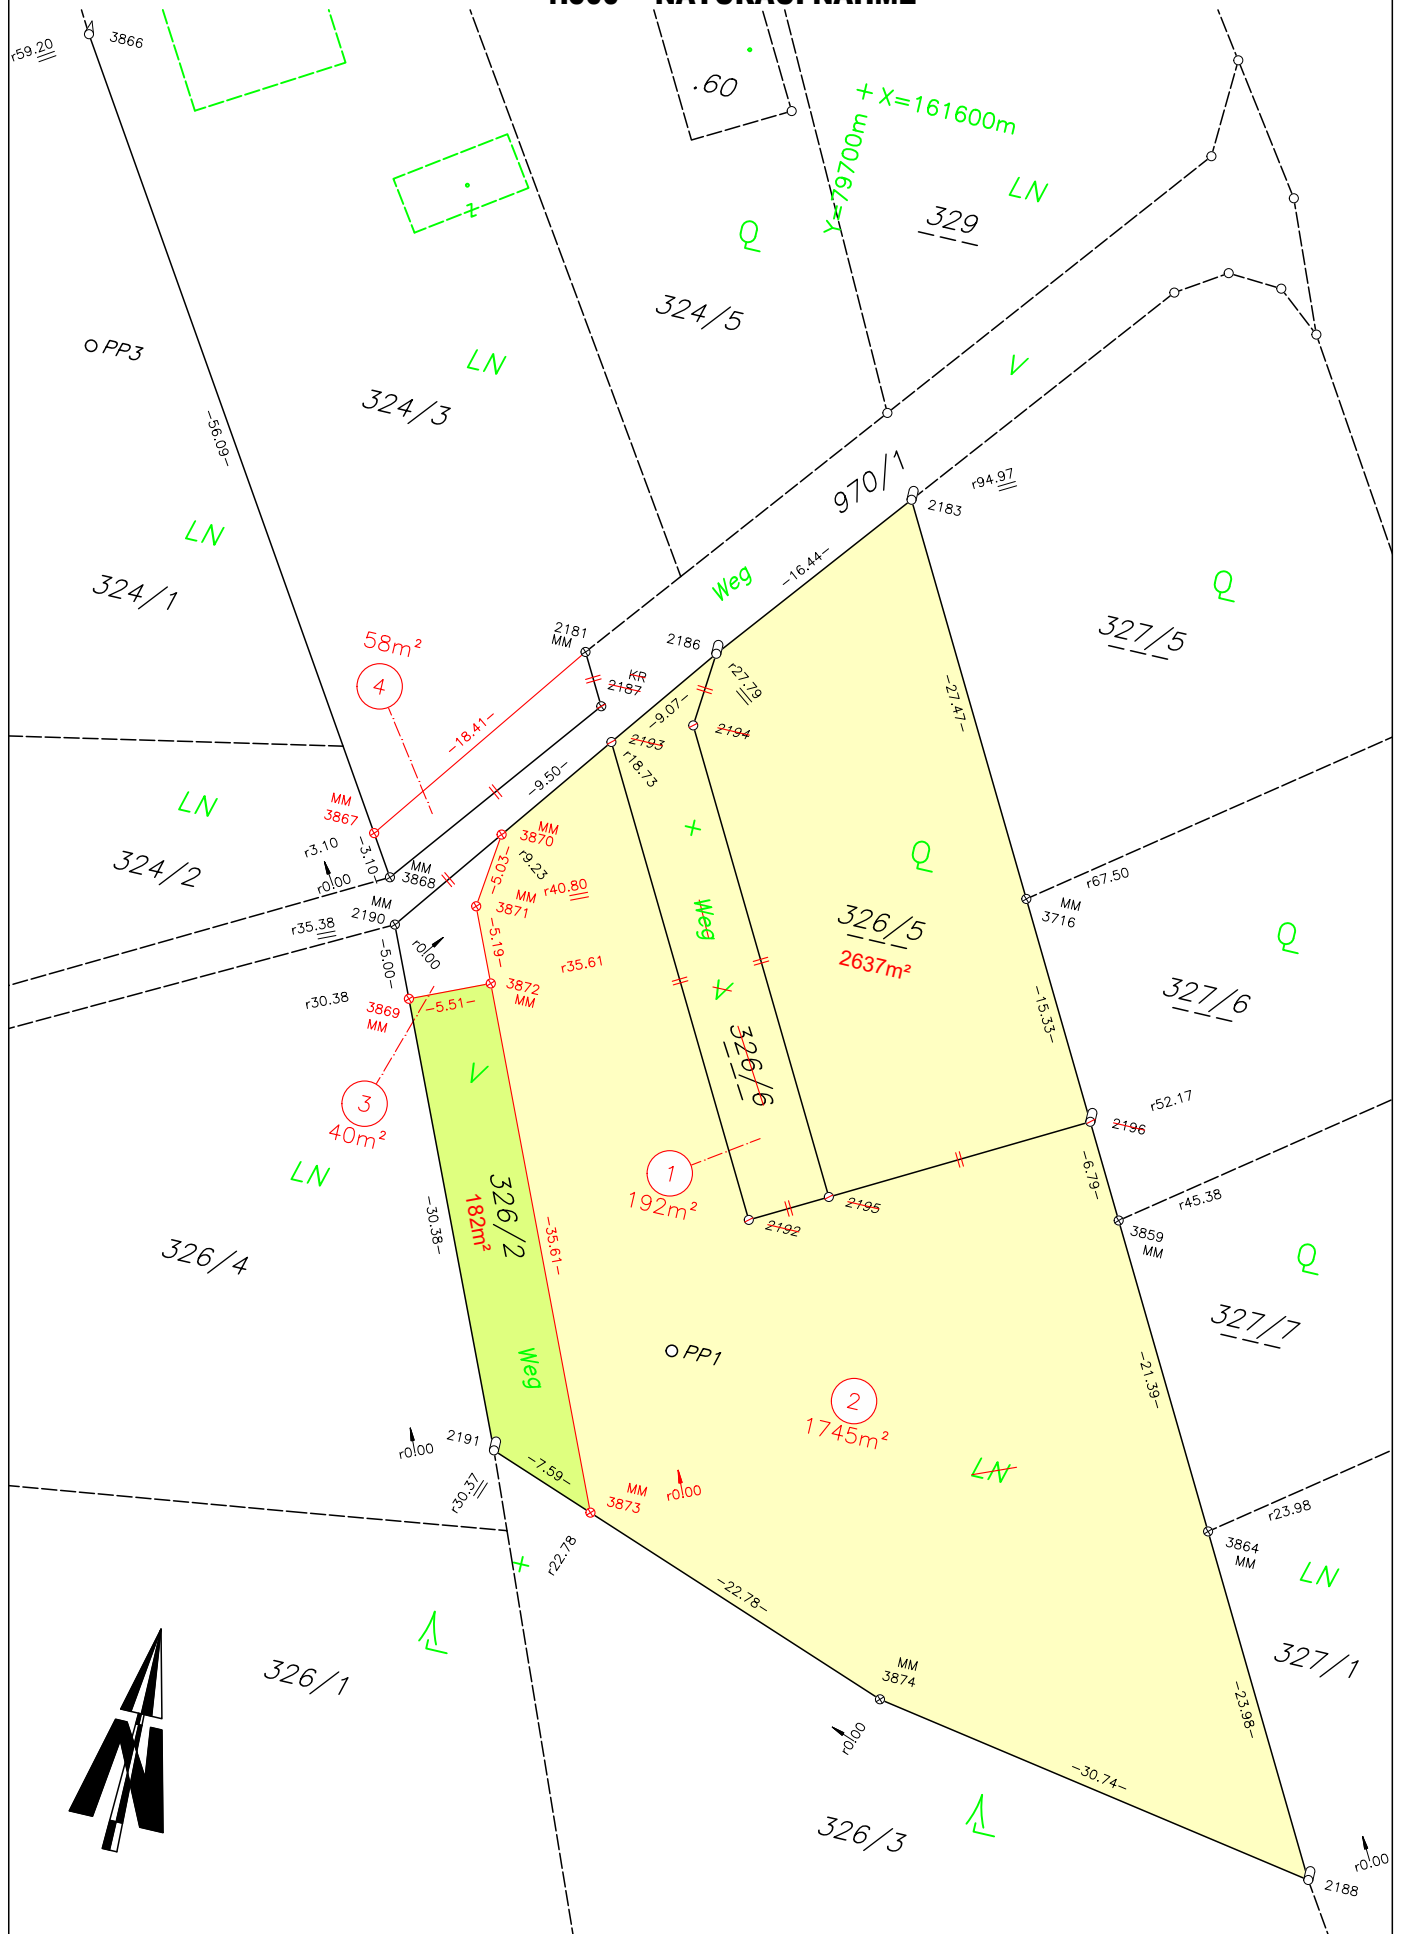 3866
r59.20
.60
+ X=161600m
Y=79700m
LN
329
Q
324/5
z
PP3
LN
324/3
-56.09-
V
970/1
r94.97
2183
LN
324/1
Weg
-16.44-
Q
327/5
58m²
4
2181
MM
2186
KR
2187
r27.79
-18.41-
-9.07-
2193
2194
r18.73
-27.47-
LN
324/2
MM
3867
-9.50-
MM
3870
r3.10
-3.10-
r0.00
MM
3868
r9.23
-5.03-
r40.80
MM
3871
MM
2190
r35.38
r0.00
-5.00-
-5.19-
r35.61
+
Weg
V
Q
326/5
2637m²
r67.50
MM
3716
Q
327/6
-15.33-
r30.38
3869
MM
-5.51-
3872
MM
326/6
V
3
40m²
LN
r52.17
2196
1
192m²
2195
2192
-6.79-
r45.38
3859
MM
326/4
-30.38-
326/2
182m²
-35.61-
Q
327/7
Weg
PP1
-21.39-
2
1745m²
LN
r0.00
2191
-7.59-
r30.37
MM
3873
r0.00
r22.78
+
r23.98
3864
MM
LN
-22.78-
326/1
MM
3874
r0.00
327/1
-23.98-
-30.74-
326/3
r0.00
2188